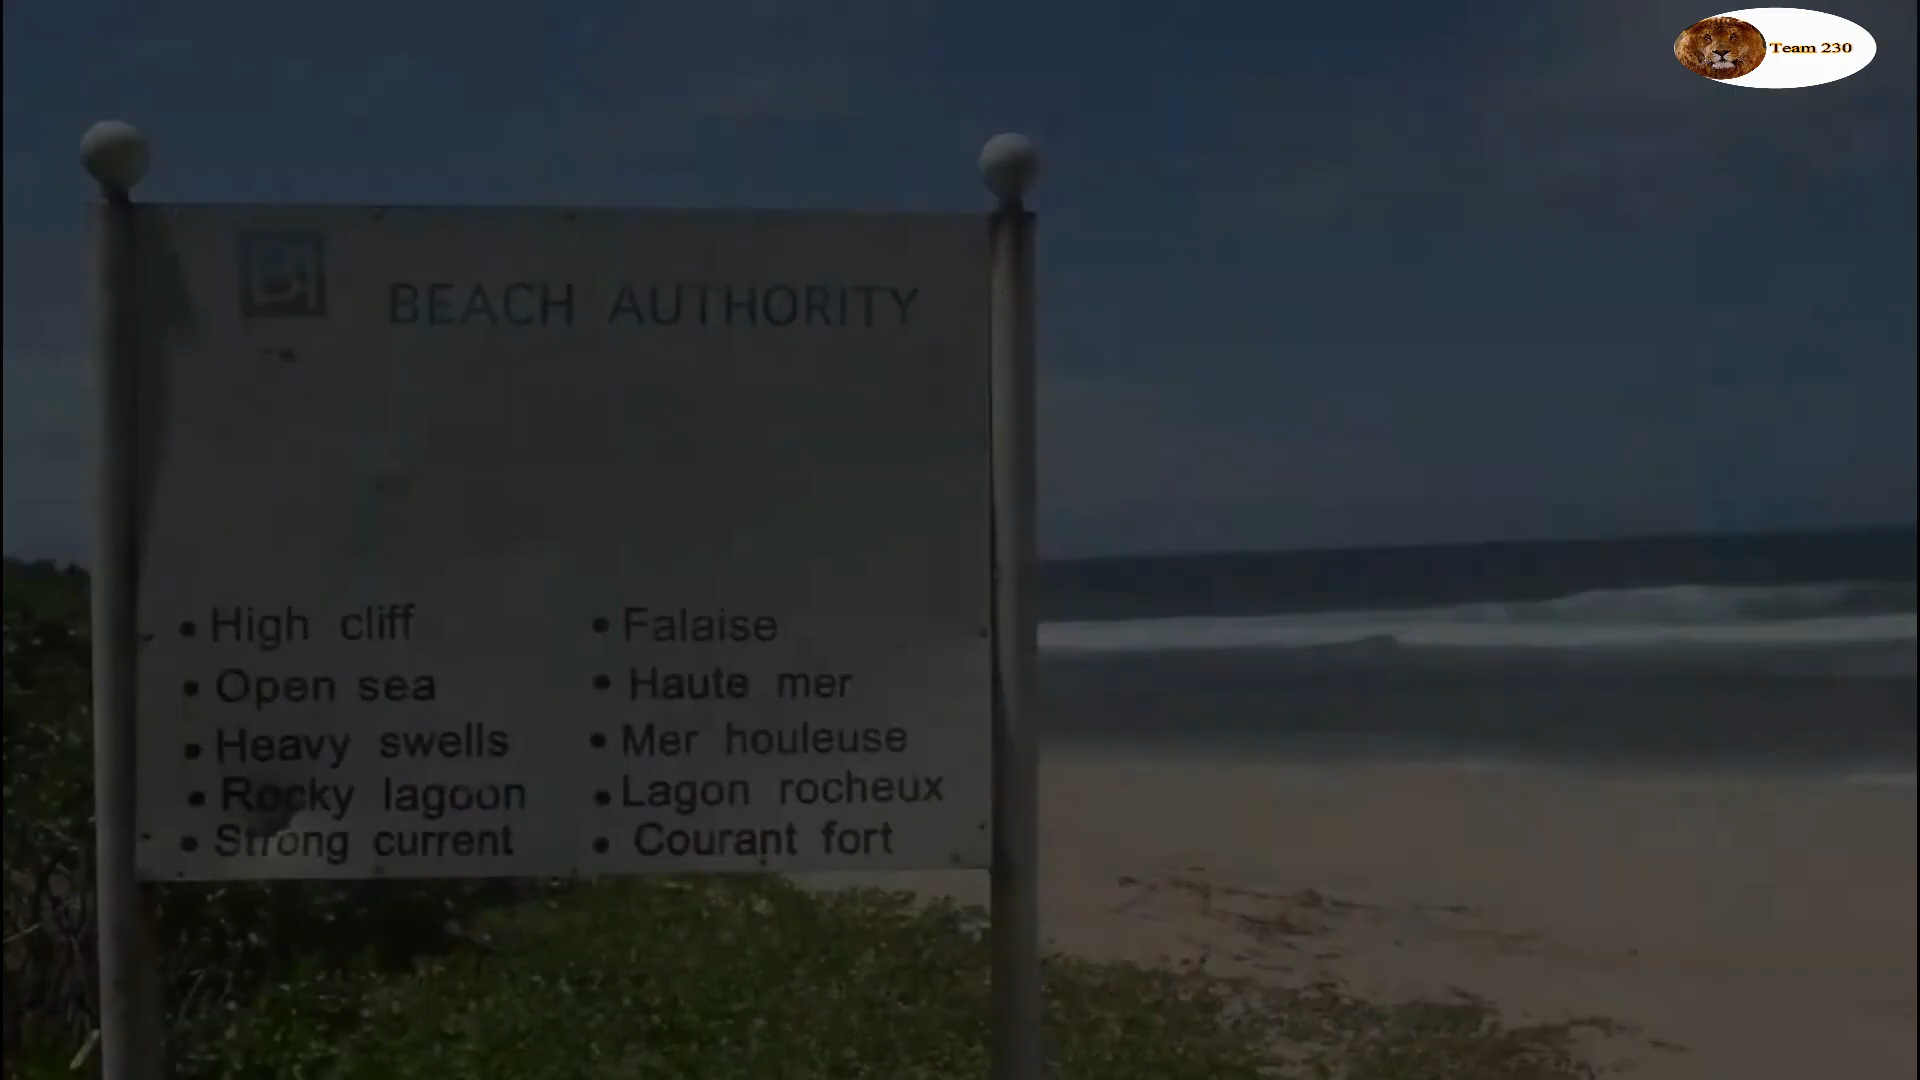 Team 230
BEACH AUTHORITY
• High cliff
• Open sea
• Heavy swells
• Rocky lagoon
• Strong current
• Falaise
• Haute mer
• Mer houleuse
• Lagon rocheux
• Courant fort